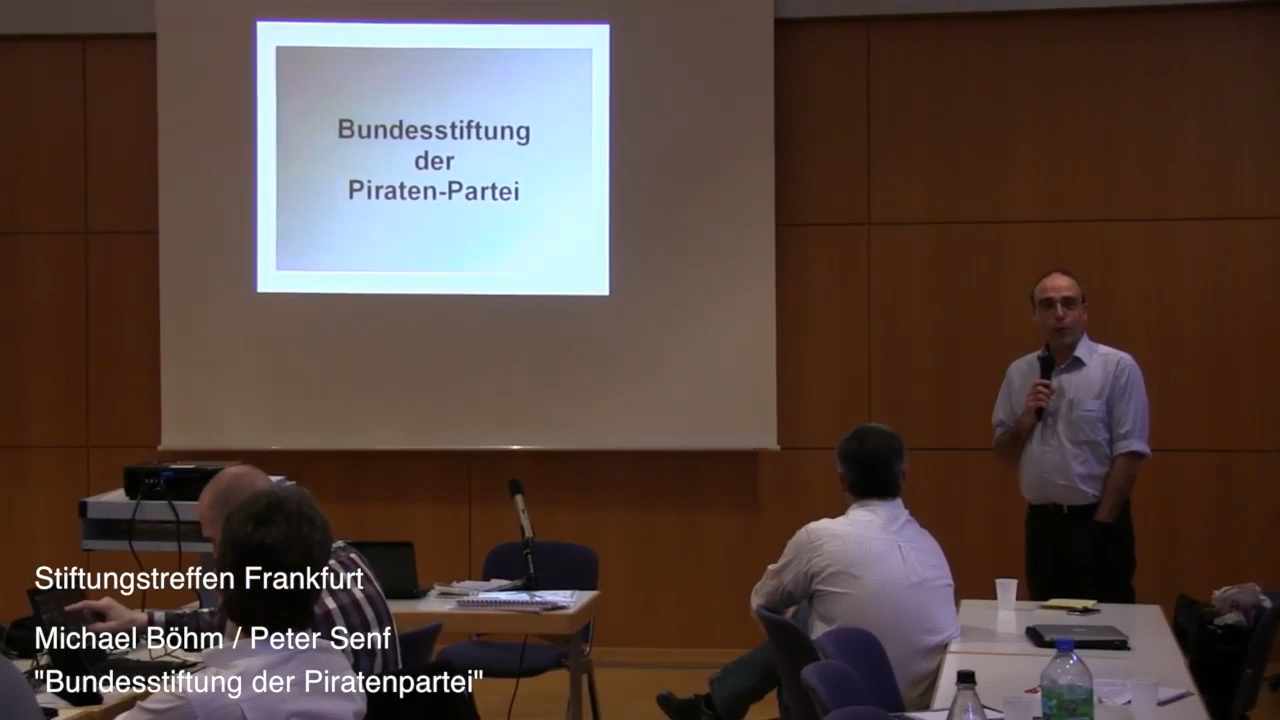 Bundesstiftung
der
Piraten-Partei
Stiftungstreffen Frankfurt
Michael Böhm / Peter Senf
"Bundesstiftung der Piratenpartei"